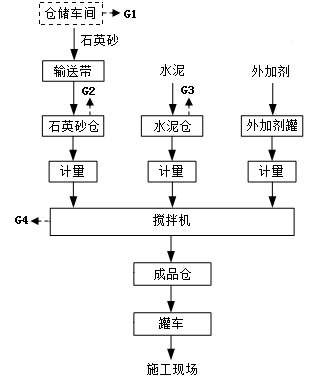 仓储车间 G1
石英砂
输送带 水泥 外加剂
G2 G3
石英砂仓 水泥仓 外加剂罐
计量 计量 计量
G4 搅拌机
成品仓
罐车
施工现场